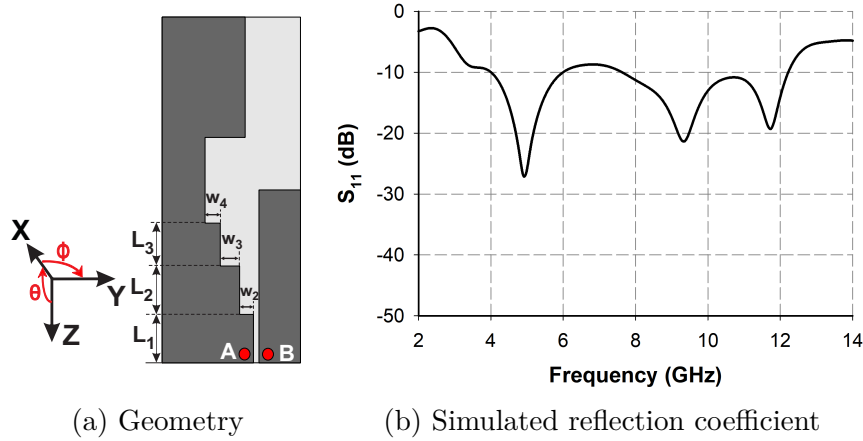 w4
w3
w2
L3
L2
L1
X
ϕ
θ
Y
Z
A
B
0
-10
-20
-30
-40
-50
S11 (dB)
2 4 6 8 10 12 14
Frequency (GHz)
(a) Geometry
(b) Simulated reflection coefficient